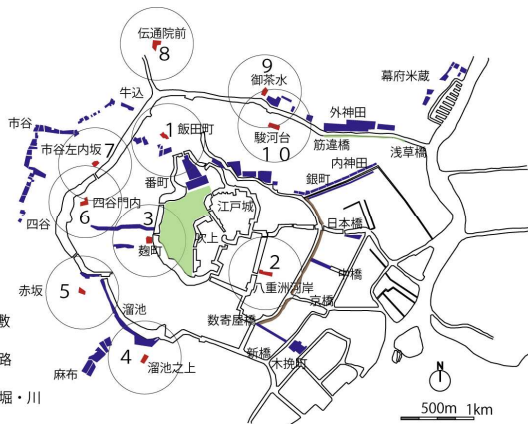 伝通院前
8
9
御茶水
幕府米蔵
牛込
外神田
市谷
1 飯田町
駿河台
10
筋違橋
浅草橋
市谷左内坂 7
内神田
番町
銀町
四谷門内
江戸城
6
3
日本橋
四谷
麹町
吹上
2
中橋
赤坂
5
八重洲河岸
京橋
溜池
敷
数寄屋橋
新橋
木挽町
路
4
溜池之上
麻布
N
堀・川
500m 1km